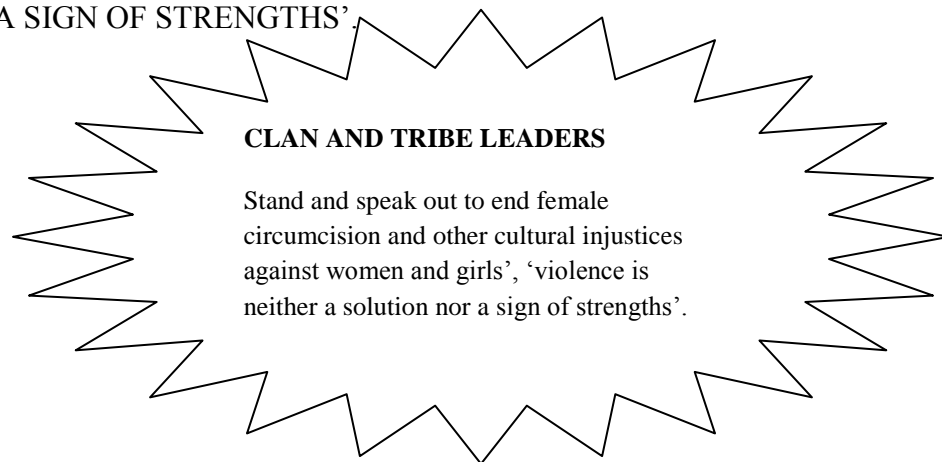 A SIGN OF STRENGTHS’.
CLAN AND TRIBE LEADERS
Stand and speak out to end female
circumcision and other cultural injustices
against women and girls’, ‘violence is
neither a solution nor a sign of strengths’.